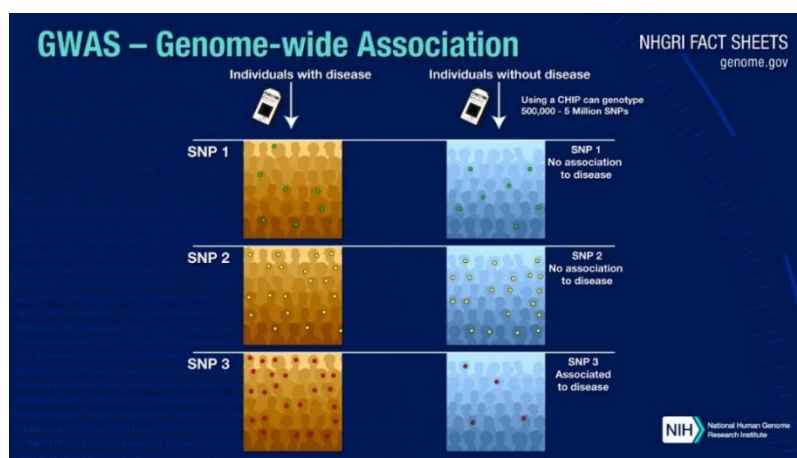 GWAS – Genome-wide Association
NHGRI FACT SHEETS
genome.gov
Individuals with disease
Individuals without disease
Using a CHIP can genotype
500,000 - 5 Million SNPs
SNP 1
SNP 1
No association
to disease
SNP 2
SNP 2
No association
to disease
SNP 3
SNP 3
Associated
to disease
NIH
National Human Genome
Research Institute